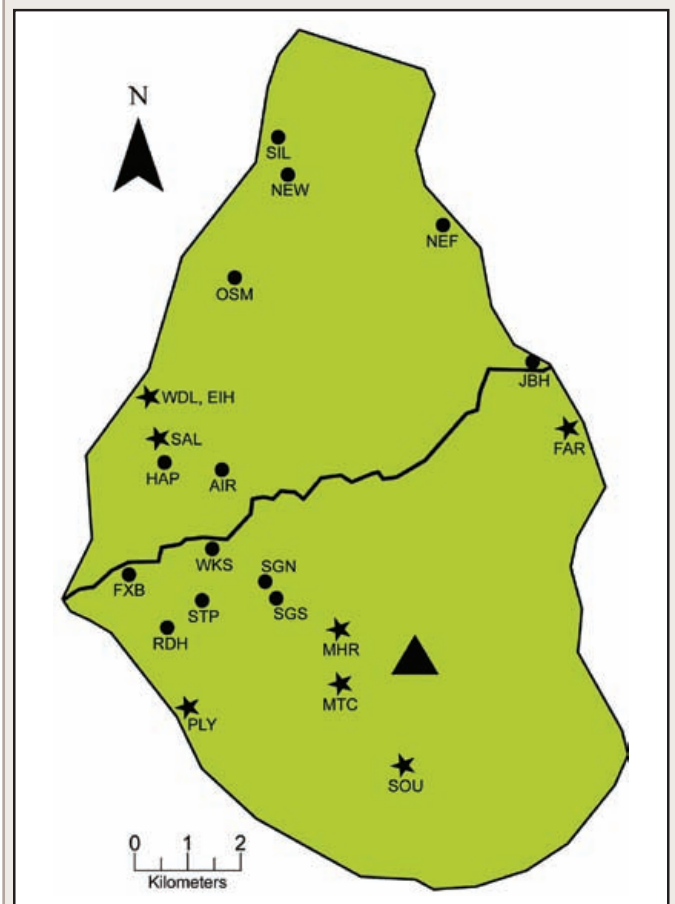 N
SIL
NEW
NEF
OSM
JBH
WDL, EIH
SAL
FAR
HAP
AIR
WKS
SGN
FXB
SGS
STP
RDH
MHR
MTC
PLY
SOU
0 1 2
Kilometers